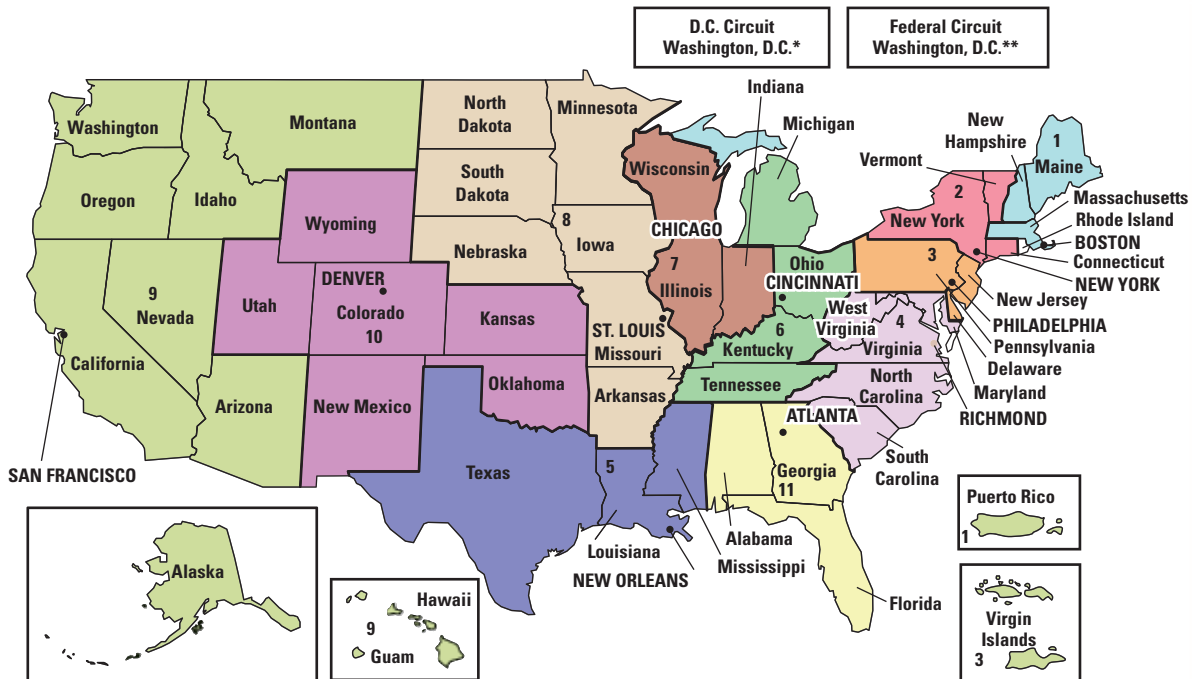 D.C. Circuit
Washington, D.C.*
Federal Circuit
Washington, D.C.**
Washington
Oregon
Idaho
Montana
Wyoming
North
Dakota
South
Dakota
Nebraska
Minnesota
8
Iowa
Wisconsin
CHICAGO
7
Illinois
Indiana
Michigan
Ohio
CINCINNATI
6
Kentucky
Tennessee
Vermont
New
Hampshire
1
Maine
Massachusetts
Rhode Island
BOSTON
Connecticut
2
New York
NEW YORK
3
New Jersey
PHILADELPHIA
Pennsylvania
Delaware
Maryland
West
Virginia
4
Virginia
RICHMOND
North
Carolina
South
Carolina
9
Nevada
California
SAN FRANCISCO
Utah
DENVER
Colorado
10
Kansas
Arizona
New Mexico
Oklahoma
ST. LOUIS
Missouri
Arkansas
Texas
5
Louisiana
NEW ORLEANS
Mississippi
Alabama
ATLANTA
Georgia
11
Florida
Alaska
Hawaii
9
Guam
Puerto Rico
1
Virgin
Islands
3